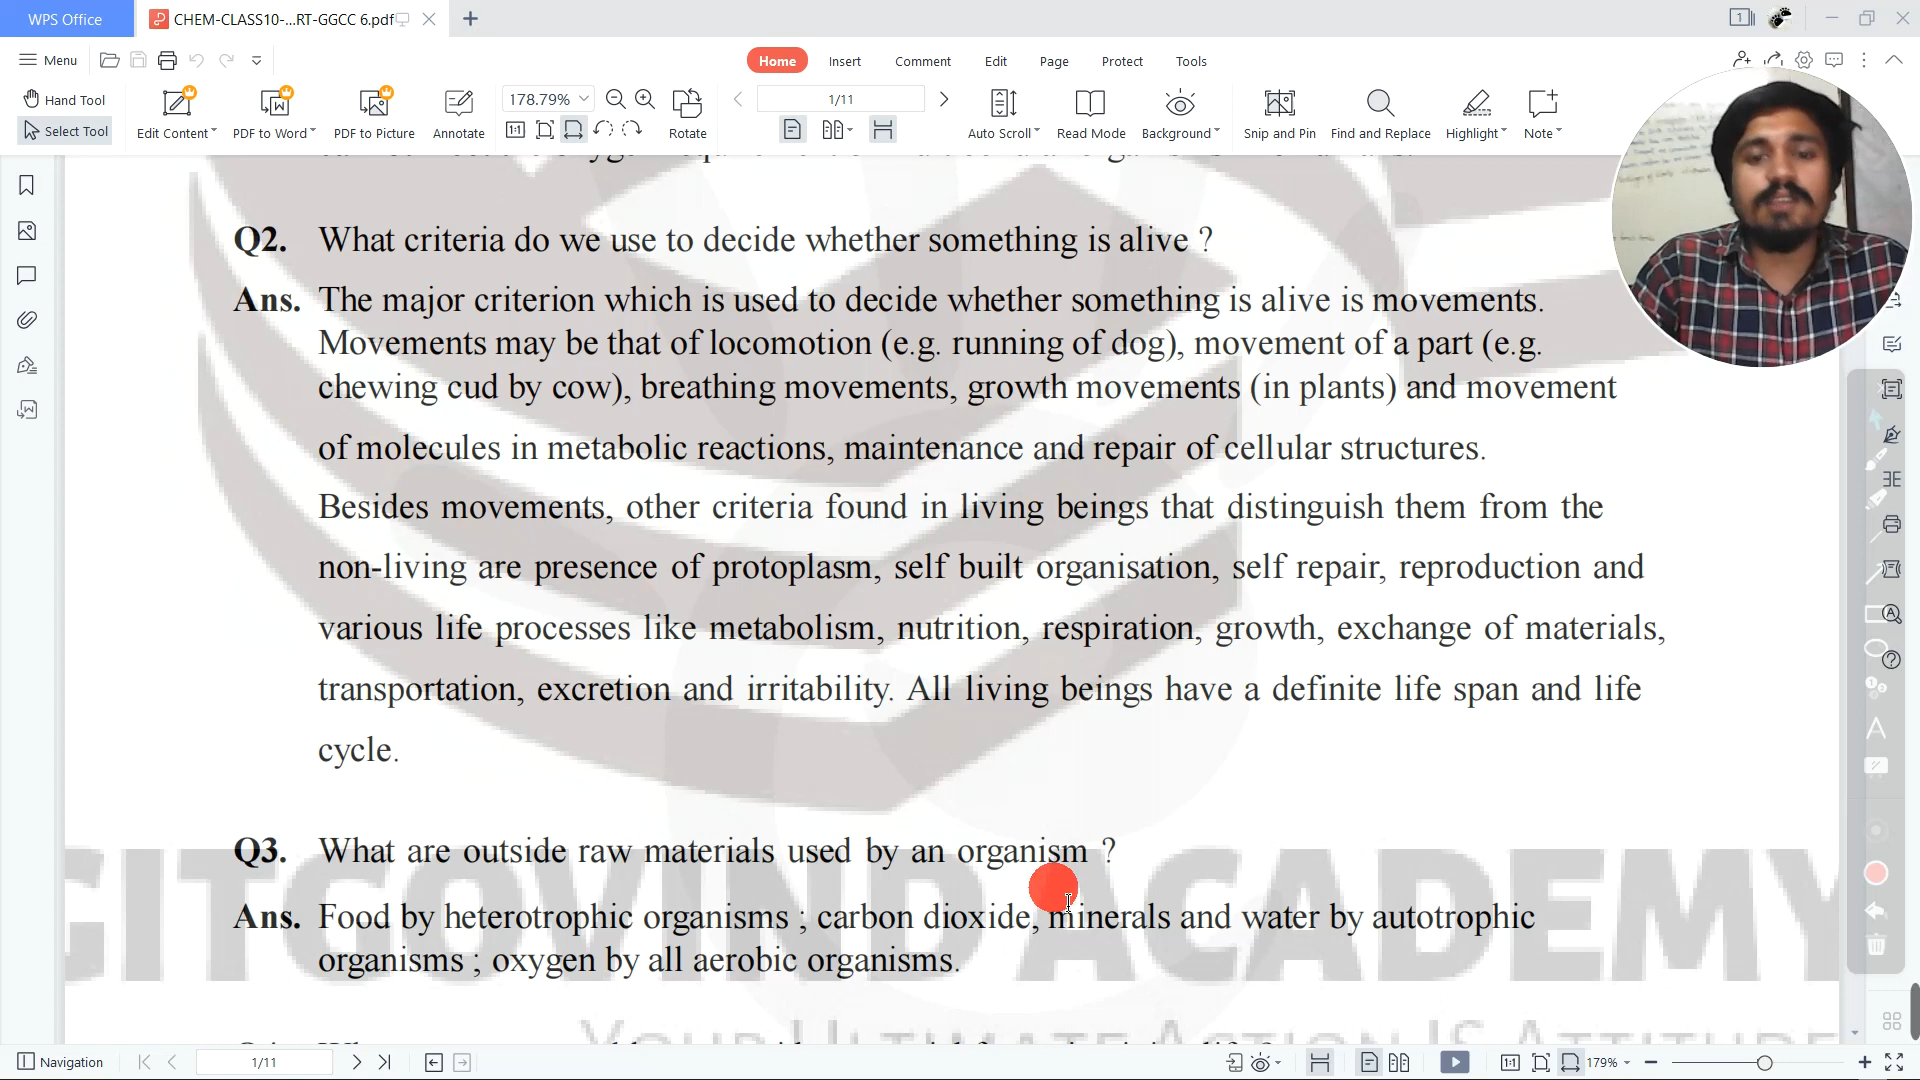 WPS Office
CHEM-CLASS10-...RT-GGCC 6.pdf
1
Menu
Home Insert Comment Edit Page Protect Tools
Hand Tool
Select Tool
Edit Content
PDF to Word
PDF to Picture
Annotate
178.79%
Rotate
1/11
Auto Scroll
Read Mode
Background
Snip and Pin
Find and Replace
Highlight
Note
Q2. What criteria do we use to decide whether something is alive ?
Ans. The major criterion which is used to decide whether something is alive is movements.
Movements may be that of locomotion (e.g. running of dog), movement of a part (e.g.
chewing cud by cow), breathing movements, growth movements (in plants) and movement
of molecules in metabolic reactions, maintenance and repair of cellular structures.
Besides movements, other criteria found in living beings that distinguish them from the
non-living are presence of protoplasm, self built organisation, self repair, reproduction and
various life processes like metabolism, nutrition, respiration, growth, exchange of materials,
transportation, excretion and irritability. All living beings have a definite life span and life
cycle.
Q3. What are outside raw materials used by an organism ?
Ans. Food by heterotrophic organisms ; carbon dioxide, minerals and water by autotrophic
organisms ; oxygen by all aerobic organisms.
GITGOVIND ACADEMY
YOUR ULTIMATE ACTION IS ATTITUDE
Navigation
1/11
179%